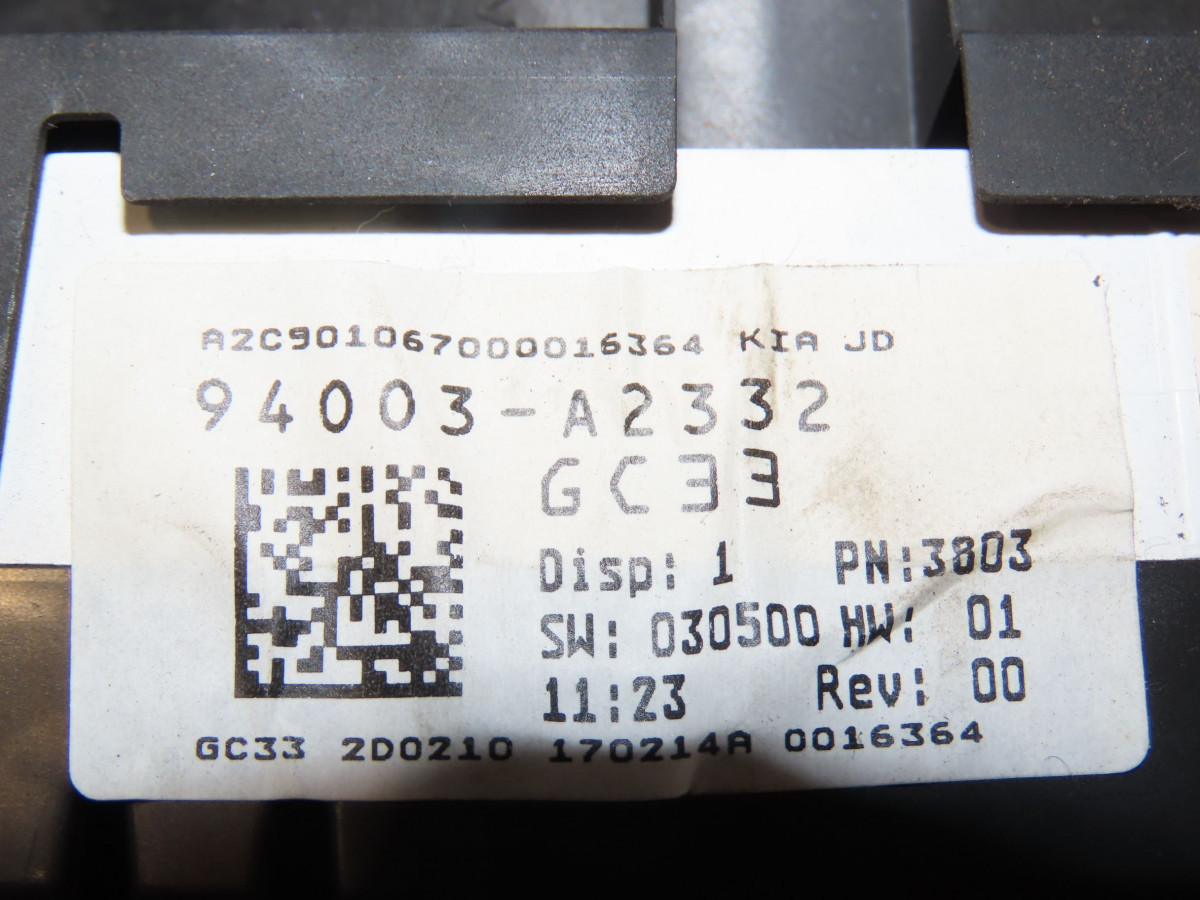 A2C901067000016364 KIA JD
94003-A2332
GC33
Disp: 1 PN:3803
SW: 030500 HW: 01
11:23 Rev: 00
GC33 2D0210 170214A 0016364